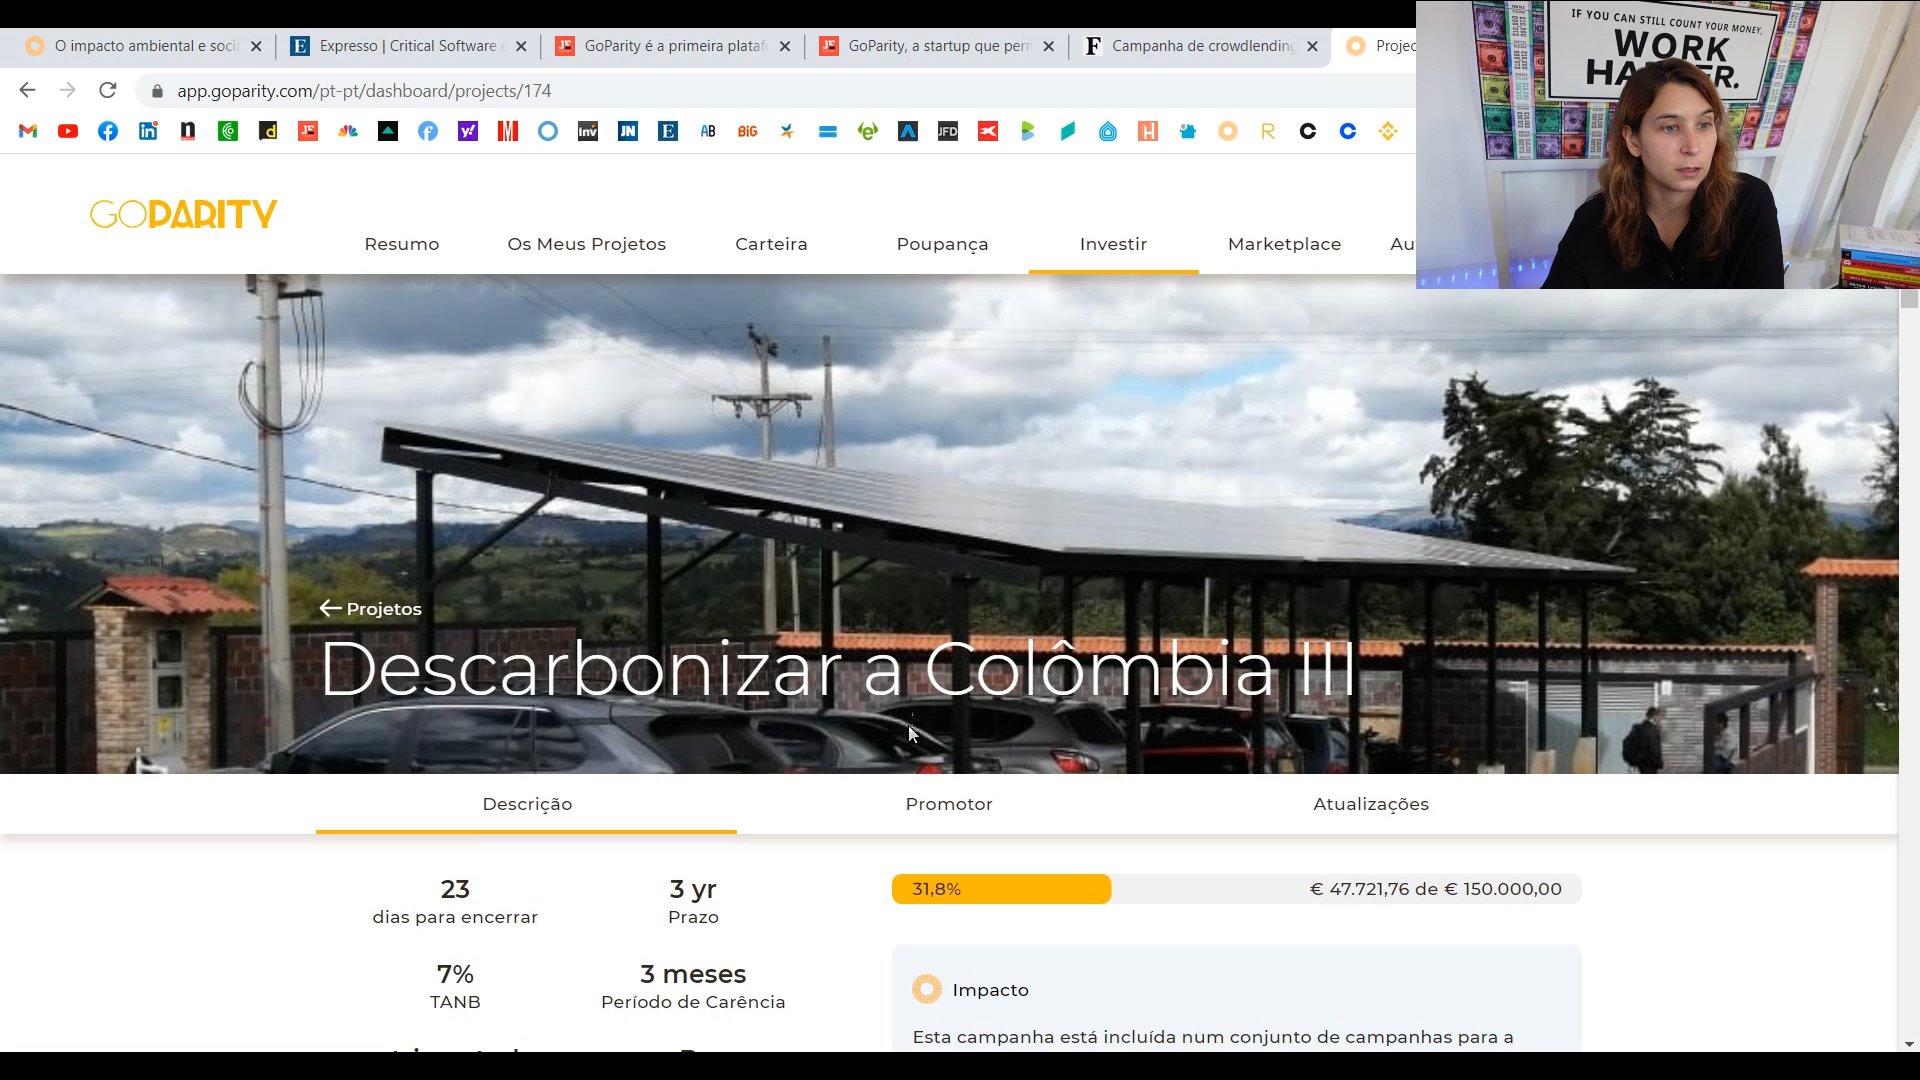 O impacto ambiental e soci
Expresso | Critical Software
GoParity é a primeira plataf
GoParity, a startup que perm
Campanha de crowdlending
Projec
app.goparity.com/pt-pt/dashboard/projects/174
IF YOU CAN STILL COUNT YOUR MONEY,
WORK
HARDER.
GOPARITY
Resumo
Os Meus Projetos
Carteira
Poupança
Investir
Marketplace
Au
← Projetos
Descarbonizar a Colômbia III
Descrição
Promotor
Atualizações
23
dias para encerrar
3 yr
Prazo
7%
TANB
3 meses
Período de Carência
31,8%
€ 47.721,76 de € 150.000,00
Impacto
Esta campanha está incluída num conjunto de campanhas para a